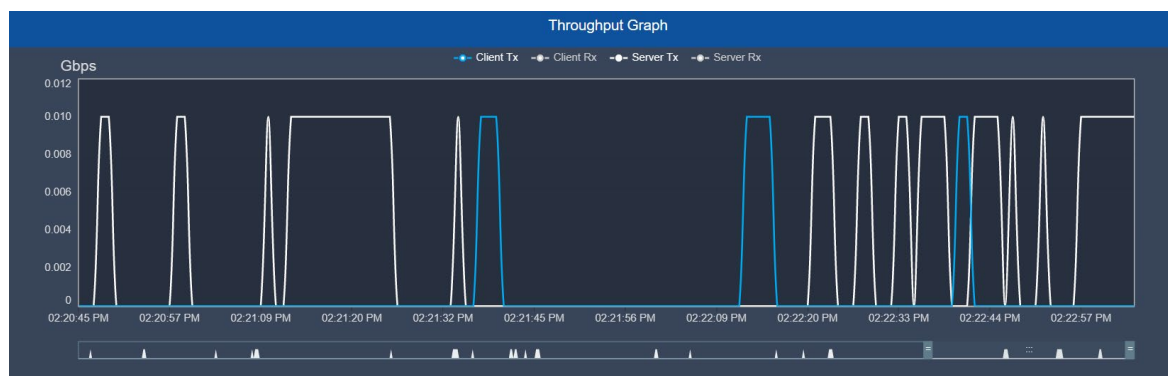 Throughput Graph
Client Tx Client Rx Server Tx Server Rx
Gbps
0.012
0.010
0.008
0.006
0.004
0.002
0
02:20:45 PM 02:20:57 PM 02:21:09 PM 02:21:20 PM 02:21:32 PM 02:21:45 PM 02:21:56 PM 02:22:09 PM 02:22:20 PM 02:22:33 PM 02:22:44 PM 02:22:57 PM